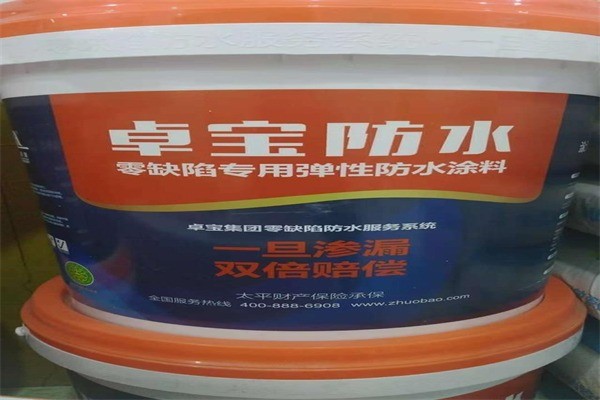 卓宝防水
零缺陷专用弹性防水涂料
卓宝集团零缺陷防水服务系统
一旦渗漏
双倍赔偿
太平财产保险承保
全国服务热线 400-888-6908 www.zhuobao.com